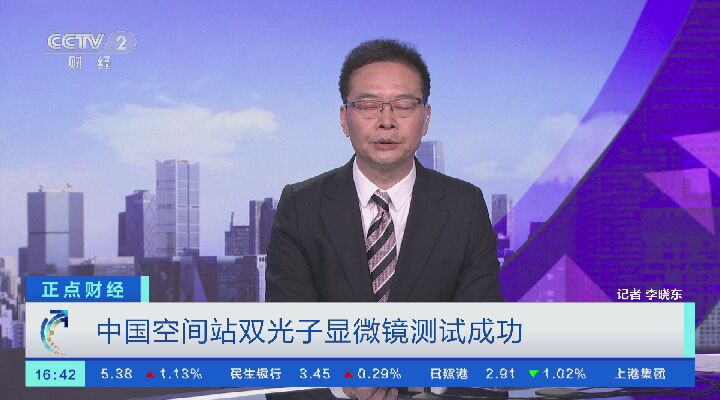 CCTV 2
财经
正点财经
记者 李晓东
中国空间站双光子显微镜测试成功
16:42 5.38 ▲ 1.13% 民生银行 3.45 ▲ 0.29% 日照港 2.91 ▼ 1.02% 上港集团